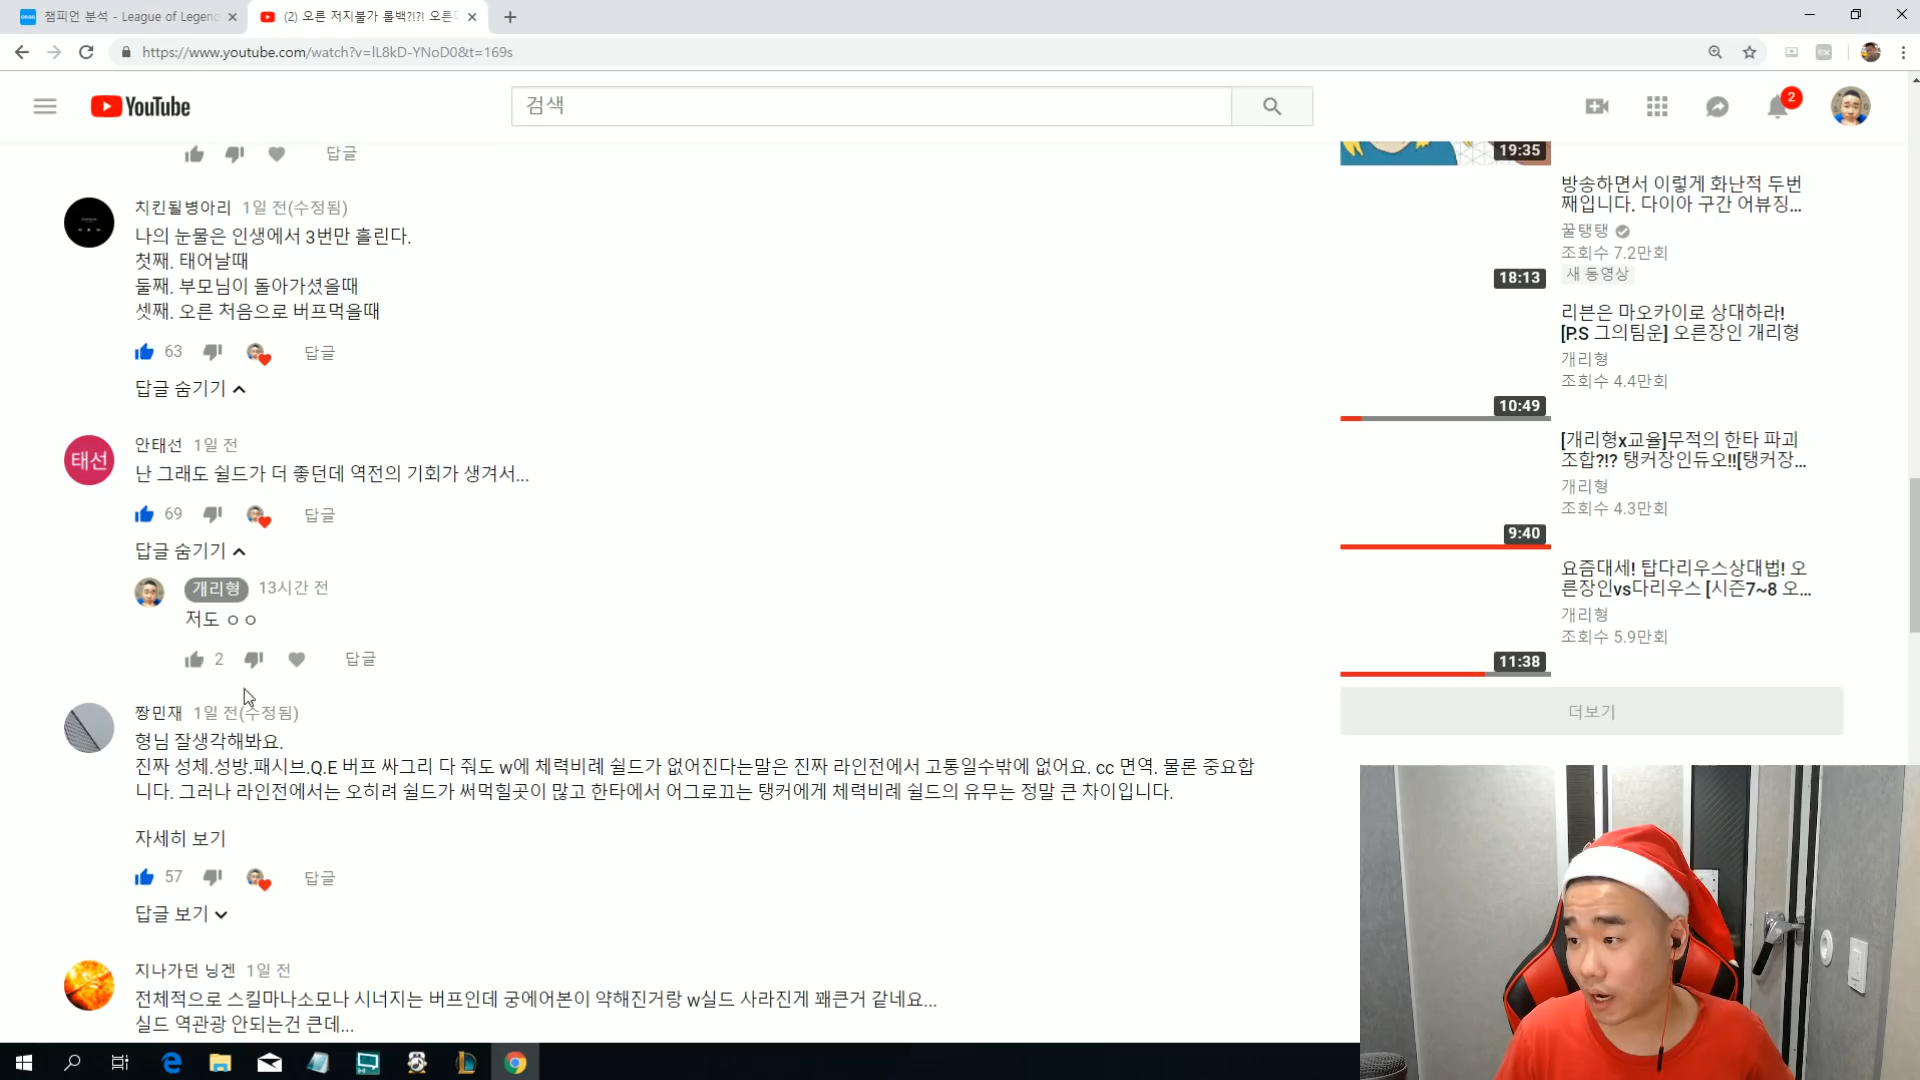 챔피언 분석 - League of Legen
(2) 오른 저지불가 롤백?!?! 오른
https://www.youtube.com/watch?v=lL8kD-YNoD0&t=169s
YouTube
검색
2
답글
치킨될병아리 1일 전(수정됨)
나의 눈물은 인생에서 3번만 흘린다.
첫째. 태어날때
둘째. 부모님이 돌아가셨을때
셋째. 오른 처음으로 버프먹을때
63 답글
답글 숨기기
태선
안태선 1일 전
난 그래도 쉴드가 더 좋던데 역전의 기회가 생겨서...
69 답글
답글 숨기기
개리형 13시간 전
저도 ㅇㅇ
2 답글
짱민재 1일 전(수정됨)
형님 잘생각해봐요.
진짜 성체.성방.패시브.Q.E 버프 싸그리 다 줘도 w에 체력비례 쉴드가 없어진다는말은 진짜 라인전에서 고통일수밖에 없어요. cc 면역. 물론 중요합
니다. 그러나 라인전에서는 오히려 쉴드가 써먹힐곳이 많고 한타에서 어그로끄는 탱커에게 체력비례 쉴드의 유무는 정말 큰 차이입니다.
자세히 보기
57 답글
답글 보기
지나가던 닝겐 1일 전
전체적으로 스킬마나소모나 시너지는 버프인데 궁에어본이 약해진거랑 w실드 사라진게 꽤큰거 같네요...
실드 역관광 안되는건 큰데...
19:35
방송하면서 이렇게 화난적 두번
째입니다. 다이아 구간 어뷰징...
꿀탱탱
조회수 7.2만회
새 동영상
18:13
리븐은 마오카이로 상대하라!
[P.S 그의팀운] 오른장인 개리형
개리형
조회수 4.4만회
10:49
[개리형x교율]무적의 한타 파괴
조합?!? 탱커장인듀오!![탱커장...
개리형
조회수 4.3만회
9:40
요즘대세! 탑다리우스상대법! 오
른장인vs다리우스 [시즌7~8 오...
개리형
조회수 5.9만회
11:38
더보기